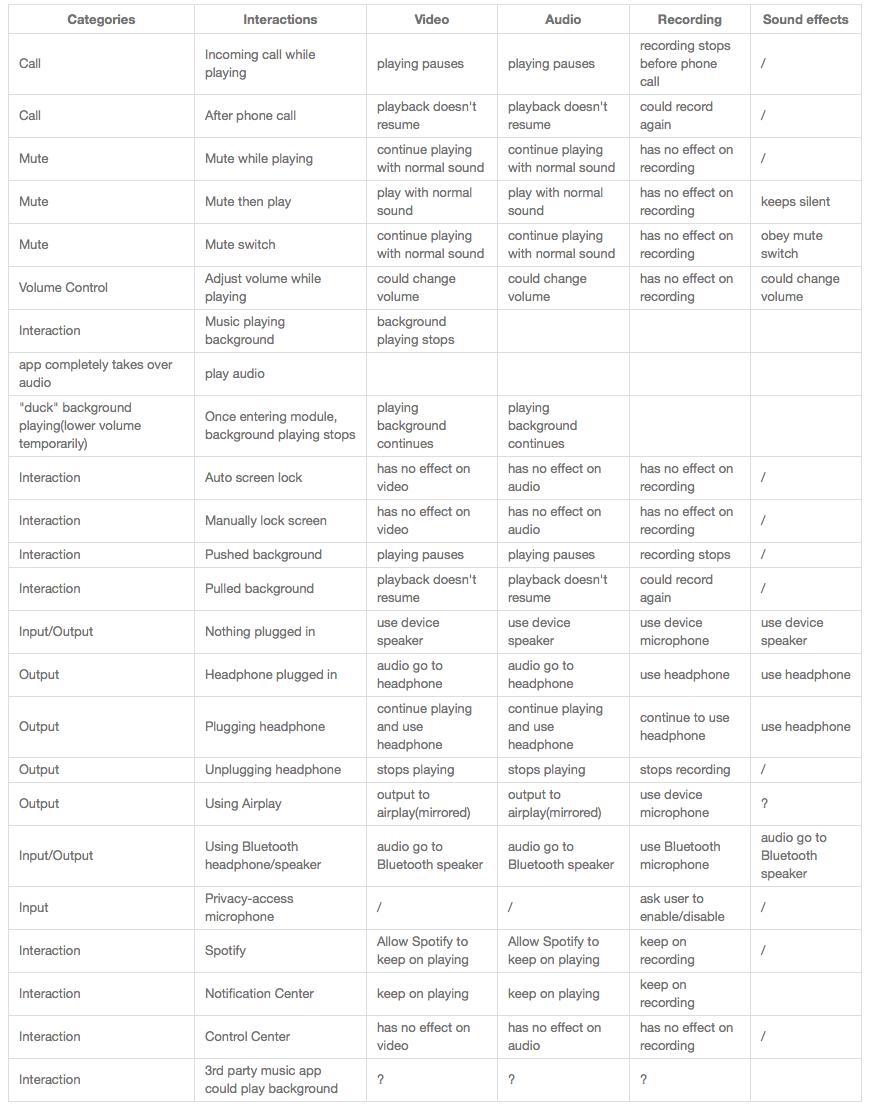 Categories Interactions Video Audio Recording Sound effects
Call
Incoming call while
playing
playing pauses
playing pauses
recording stops
before phone
call
/
Call
After phone call
playback doesn't
resume
playback doesn't
resume
could record
again
/
Mute
Mute while playing
continue playing
with normal sound
continue playing
with normal sound
has no effect on
recording
/
Mute
Mute then play
play with normal
sound
play with normal
sound
has no effect on
recording
keeps silent
Mute
Mute switch
continue playing
with normal sound
continue playing
with normal sound
has no effect on
recording
obey mute
switch
Volume Control
Adjust volume while
playing
could change
volume
could change
volume
has no effect on
recording
could change
volume
Interaction
Music playing
background
background
playing stops
app completely takes over
audio
play audio
"duck" background
playing(lower volume
temporarily)
Once entering module,
background playing stops
playing
background
continues
playing
background
continues
Interaction
Auto screen lock
has no effect on
video
has no effect on
audio
has no effect on
recording
/
Interaction
Manually lock screen
has no effect on
video
has no effect on
audio
has no effect on
recording
/
Interaction
Pushed background
playing pauses
playing pauses
recording stops
/
Interaction
Pulled background
playback doesn't
resume
playback doesn't
resume
could record
again
/
Input/Output
Nothing plugged in
use device
speaker
use device
speaker
use device
microphone
use device
speaker
Output
Headphone plugged in
audio go to
headphone
audio go to
headphone
use headphone
use headphone
Output
Plugging headphone
continue playing
and use
headphone
continue playing
and use
headphone
continue to use
headphone
use headphone
Output
Unplugging headphone
stops playing
stops playing
stops recording
/
Output
Using Airplay
output to
airplay(mirrored)
output to
airplay(mirrored)
use device
microphone
?
Input/Output
Using Bluetooth
headphone/speaker
audio go to
Bluetooth speaker
audio go to
Bluetooth speaker
use Bluetooth
microphone
audio go to
Bluetooth
speaker
Input
Privacy-access
microphone
/
/
ask user to
enable/disable
/
Interaction
Spotify
Allow Spotify to
keep on playing
Allow Spotify to
keep on playing
keep on
recording
/
Interaction
Notification Center
keep on playing
keep on playing
keep on
recording
Interaction
Control Center
has no effect on
video
has no effect on
audio
has no effect on
recording
/
Interaction
3rd party music app
could play background
?
?
?